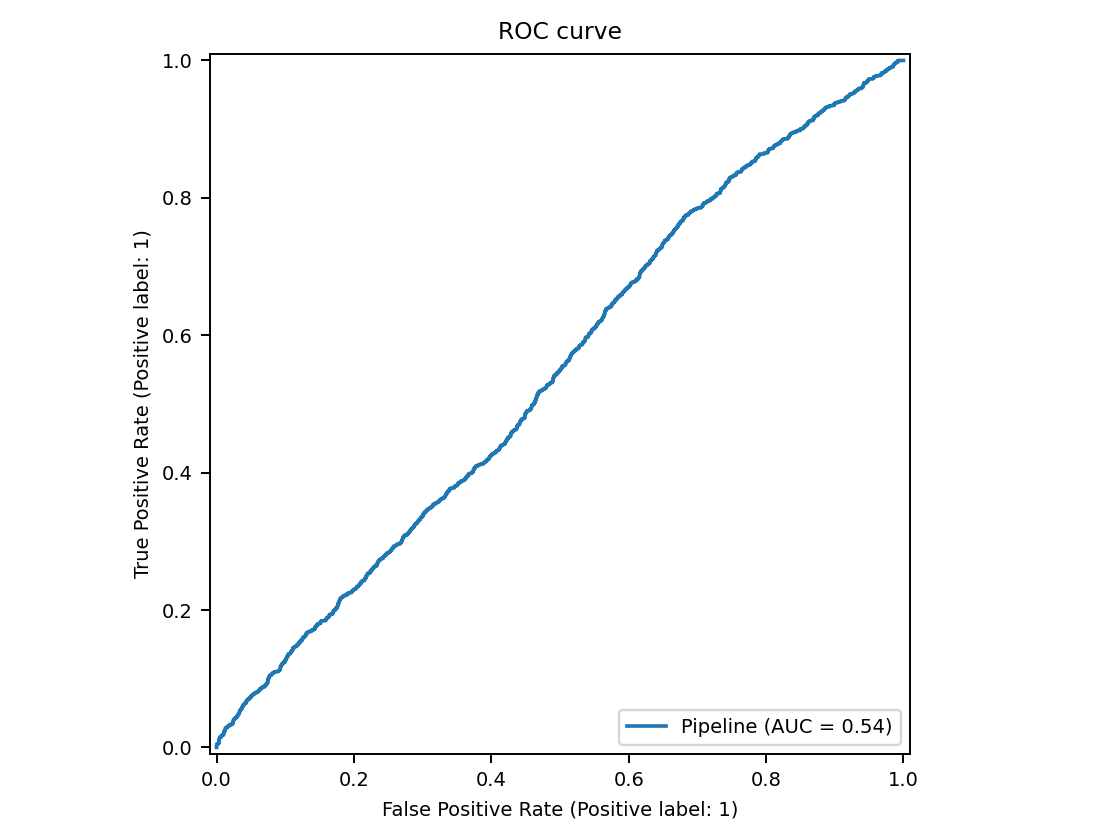 ROC curve
True Positive Rate (Positive label: 1)
1.0
0.8
0.6
0.4
0.2
0.0
Pipeline (AUC = 0.54)
0.0 0.2 0.4 0.6 0.8 1.0
False Positive Rate (Positive label: 1)